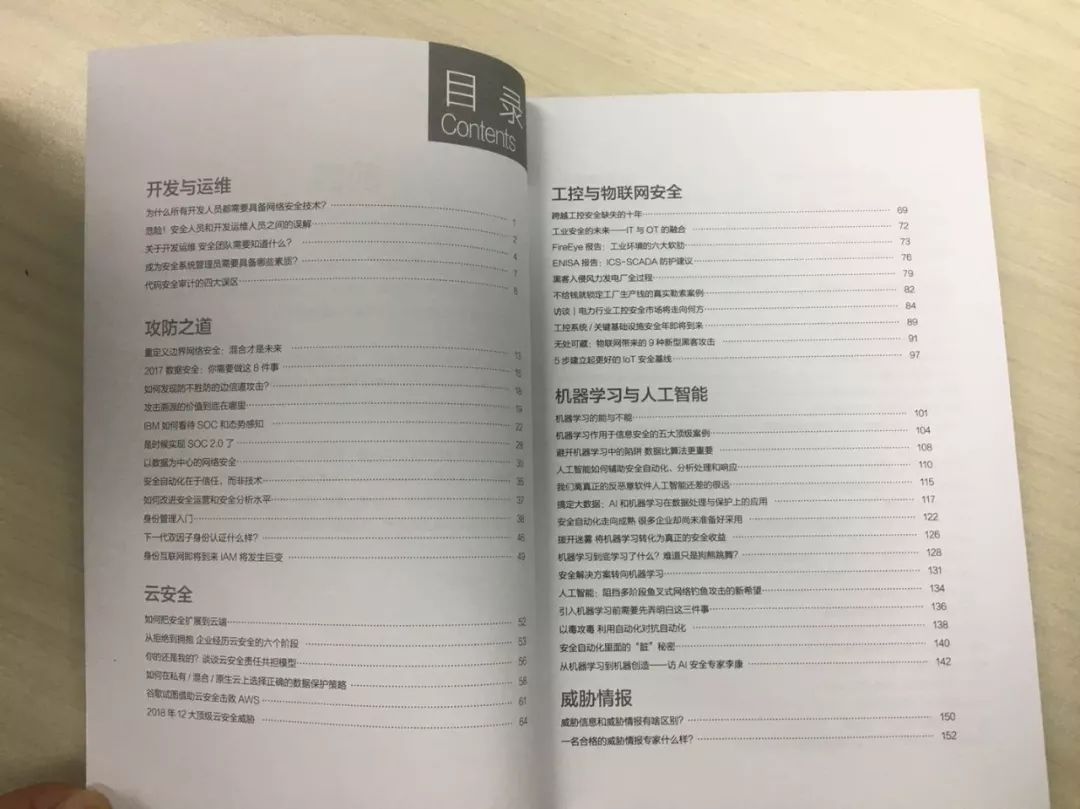 目录
Contents
开发与运维
为什么所有开发人员都需要具备网络安全技术? 1
危险！安全人员和开发运维人员之间的误解 2
关于开发运维 安全团队需要知道什么？ 4
成为安全系统管理员需要具备哪些素质？ 7
代码安全审计的四大误区 8
攻防之道
重定义边界网络安全：混合才是未来 13
2017 数据安全：你需要做这 8 件事 15
如何发现防不胜防的边信道攻击？ 18
攻击溯源的价值到底在哪里 19
IBM 如何看待 SOC 和态势感知 22
是时候实现 SOC 2.0 了 28
以数据为中心的网络安全 30
安全自动化在于信任，而非技术 35
如何改进安全运营和安全分析水平 37
身份管理入门 38
下一代双因子身份认证什么样？ 46
身份互联网即将到来 IAM 将发生巨变 49
云安全
如何把安全扩展到云端 52
从拒绝到拥抱 企业经历云安全的六个阶段 53
你的还是我的？谈谈云安全责任共担模型 56
如何在私有 / 混合 / 原生云上选择正确的数据保护策略 58
谷歌试图借助云安全击败 AWS 61
2018 年 12 大顶级云安全威胁 64
工控与物联网安全
跨越工控安全缺失的十年 69
工业安全的未来——IT 与 OT 的融合 72
FireEye 报告：工业环境的六大软肋 73
ENISA 报告：ICS-SCADA 防护建议 76
黑客入侵风力发电厂全过程 79
不给钱就锁定工厂生产线的真实勒索案例 82
访谈 | 电力行业工控安全市场将走向何方 84
工控系统 / 关键基础设施安全年即将到来 89
无处可藏：物联网带来的 9 种新型黑客攻击 91
5 步建立起更好的 IoT 安全基线 97
机器学习与人工智能
机器学习的能与不能 101
机器学习作用于信息安全的五大顶级案例 104
避开机器学习中的陷阱 数据比算法更重要 108
人工智能如何辅助安全自动化、分析处理和响应 110
我们离真正的反恶意软件人工智能还差的很远 115
搞定大数据：AI 和机器学习在数据处理与保护上的应用 117
安全自动化走向成熟 很多企业却尚未准备好采用 122
拨开迷雾 将机器学习转化为真正的安全收益 126
机器学习到底学习了什么？难道只是狗熊跳舞？ 128
安全解决方案转向机器学习 131
人工智能：阻挡多阶段鱼叉式网络钓鱼攻击的新希望 134
引入机器学习前需要先弄明白这三件事 136
以毒攻毒 利用自动化对抗自动化 138
安全自动化里面的“脏”秘密 140
从机器学习到机器创造——访 AI 安全专家李康 142
威胁情报
威胁信息和威胁情报有啥区别？ 150
一名合格的威胁情报专家什么样？ 152